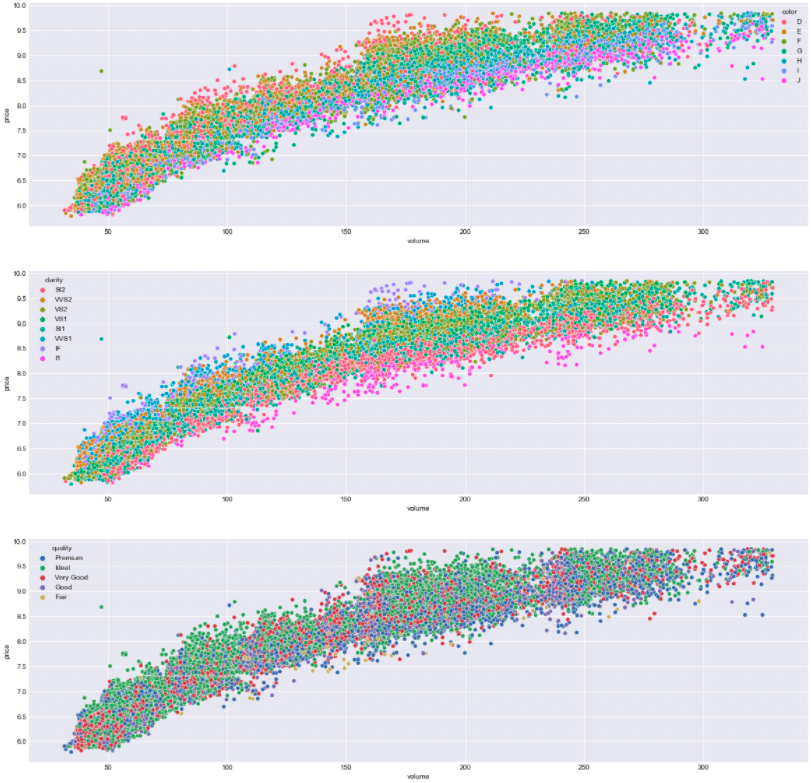 10.0
color
D
9.5
E
F
9.0
G
H
8.5
I
J
8.0
price
7.5
7.0
6.5
6.0
50 100 150 200 250 300
volume
10.0
clarity
9.5
SI2
VVS2
9.0
VS2
VS1
8.5
SI1
VVS1
IF
I1
8.0
price
7.5
7.0
6.5
6.0
50 100 150 200 250 300
volume
10.0
quality
Premium
9.5
Ideal
Very Good
9.0
Good
Fair
8.5
8.0
price
7.5
7.0
6.5
6.0
50 100 150 200 250 300
volume